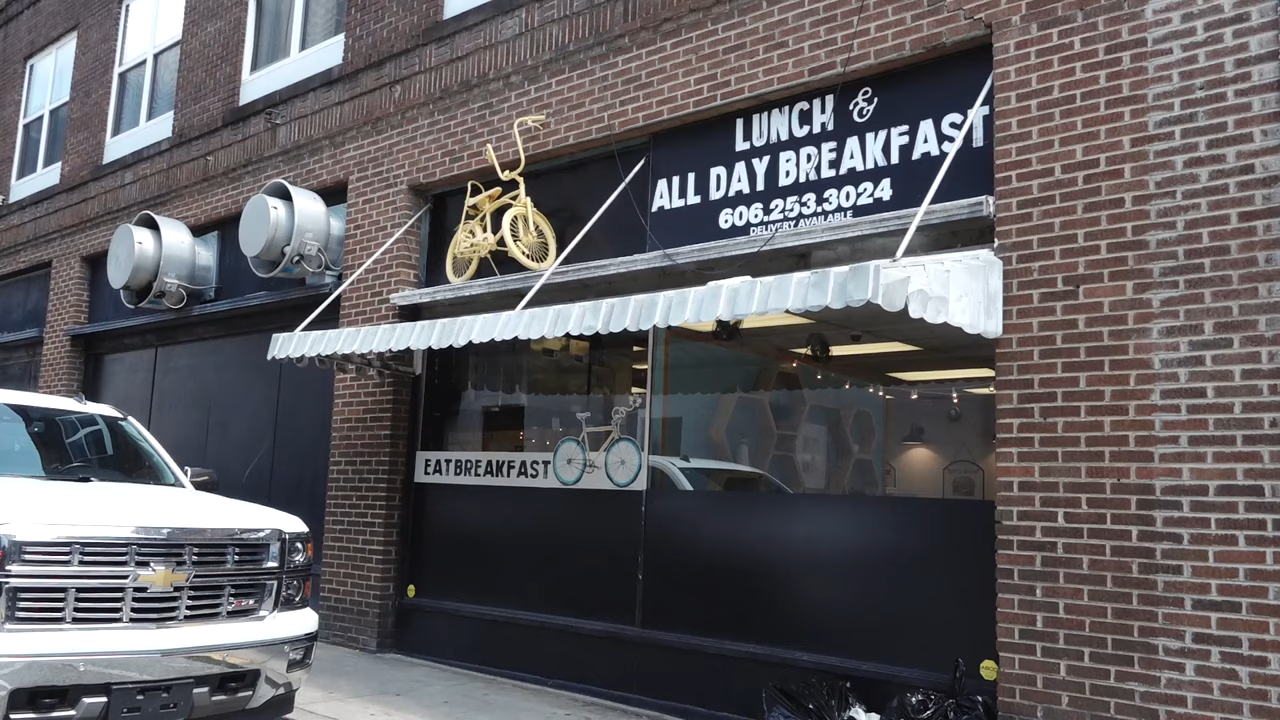 LUNCH &
ALL DAY BREAKFAST
606.253.3024
DELIVERY AVAILABLE
EATBREAKFAST